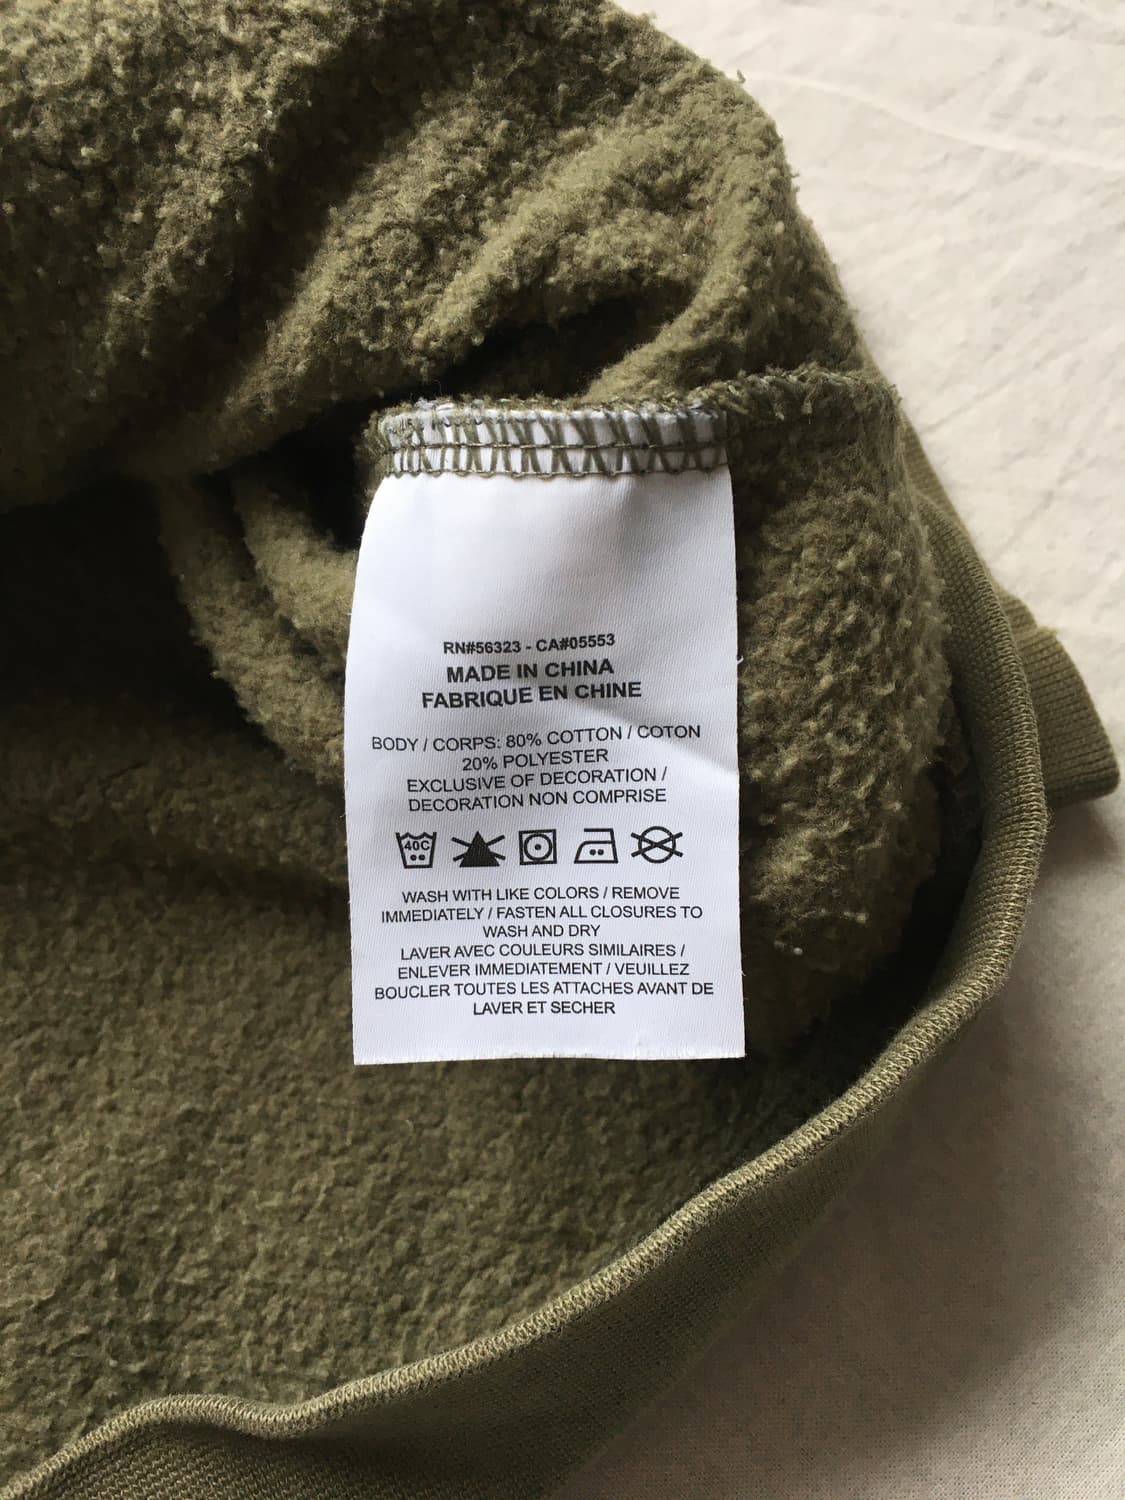 RN#56323 - CA#05553
MADE IN CHINA
FABRIQUE EN CHINE
BODY / CORPS: 80% COTTON / COTON
20% POLYESTER
EXCLUSIVE OF DECORATION /
DECORATION NON COMPRISE
40C
WASH WITH LIKE COLORS / REMOVE
IMMEDIATELY / FASTEN ALL CLOSURES TO
WASH AND DRY
LAVER AVEC COULEURS SIMILAIRES /
ENLEVER IMMEDIATEMENT / VEUILLEZ
BOUCLER TOUTES LES ATTACHES AVANT DE
LAVER ET SECHER